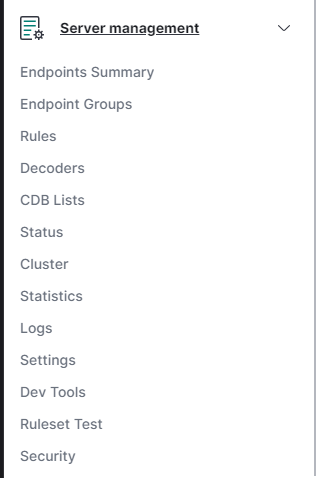 Server management
Endpoints Summary
Endpoint Groups
Rules
Decoders
CDB Lists
Status
Cluster
Statistics
Logs
Settings
Dev Tools
Ruleset Test
Security